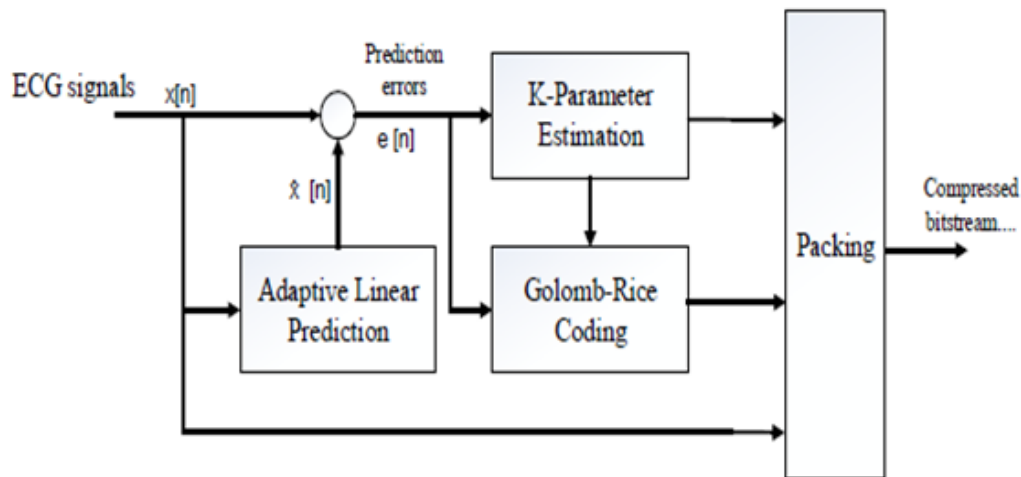 ECG signals
x[n]
Prediction
errors
e [n]
x̂ [n]
K-Parameter
Estimation
Adaptive Linear
Prediction
Golomb-Rice
Coding
Packing
Compressed
bitstream....